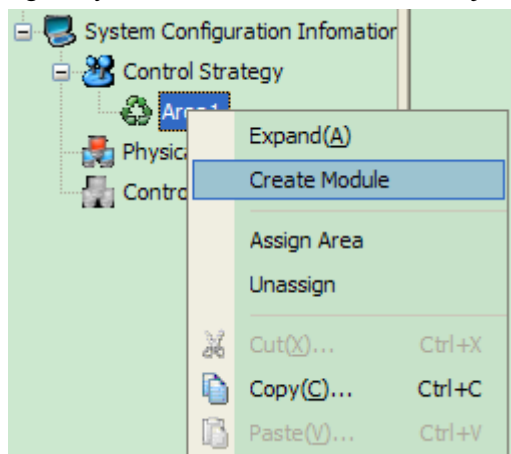 System Configuration Infomation
Control Strategy
Area1
Expand(A)
Physica
Create Module
Contro
Assign Area
Unassign
Cut(X)... Ctrl+X
Copy(C)... Ctrl+C
Paste(V)... Ctrl+V